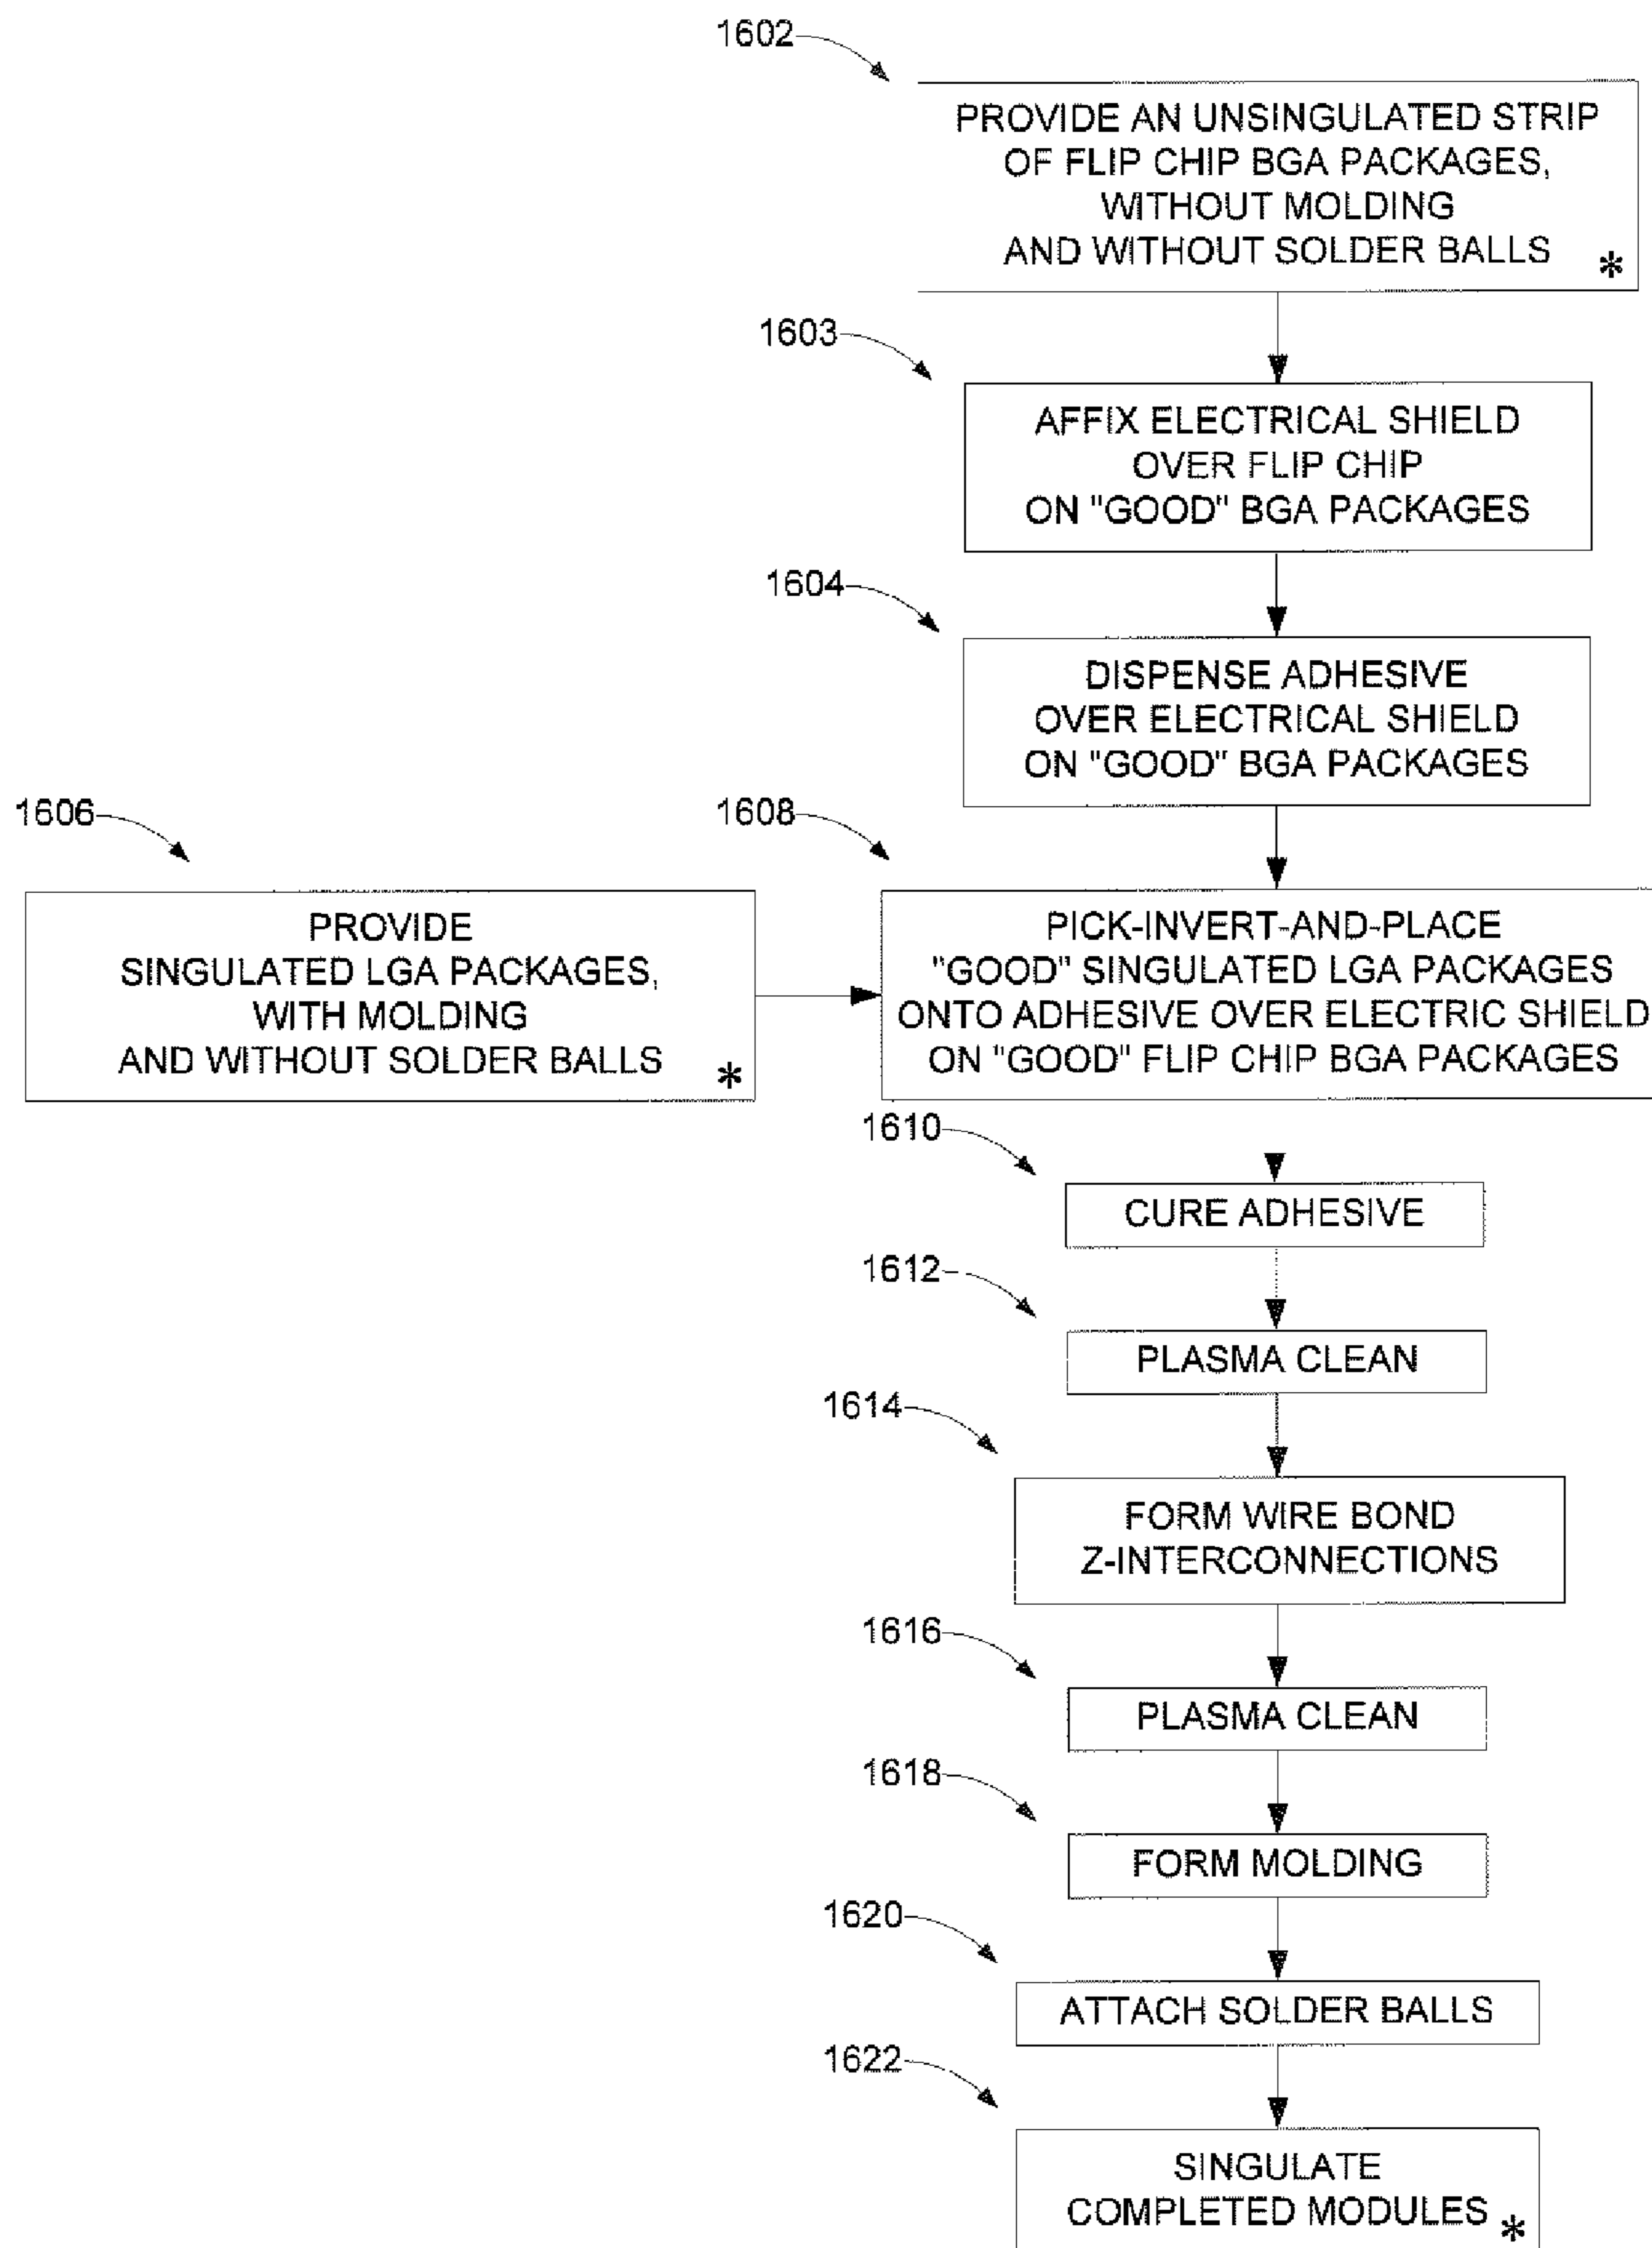 1602
PROVIDE AN UNSINGULATED STRIP
OF FLIP CHIP BGA PACKAGES,
WITHOUT MOLDING
AND WITHOUT SOLDER BALLS *
1603
AFFIX ELECTRICAL SHIELD
OVER FLIP CHIP
ON "GOOD" BGA PACKAGES
1604
DISPENSE ADHESIVE
OVER ELECTRICAL SHIELD
ON "GOOD" BGA PACKAGES
1606
PROVIDE
SINGULATED LGA PACKAGES,
WITH MOLDING
AND WITHOUT SOLDER BALLS *
1608
PICK-INVERT-AND-PLACE
"GOOD" SINGULATED LGA PACKAGES
ONTO ADHESIVE OVER ELECTRIC SHIELD
ON "GOOD" FLIP CHIP BGA PACKAGES
1610
CURE ADHESIVE
1612
PLASMA CLEAN
1614
FORM WIRE BOND
Z-INTERCONNECTIONS
1616
PLASMA CLEAN
1618
FORM MOLDING
1620
ATTACH SOLDER BALLS
1622
SINGULATE
COMPLETED MODULES *